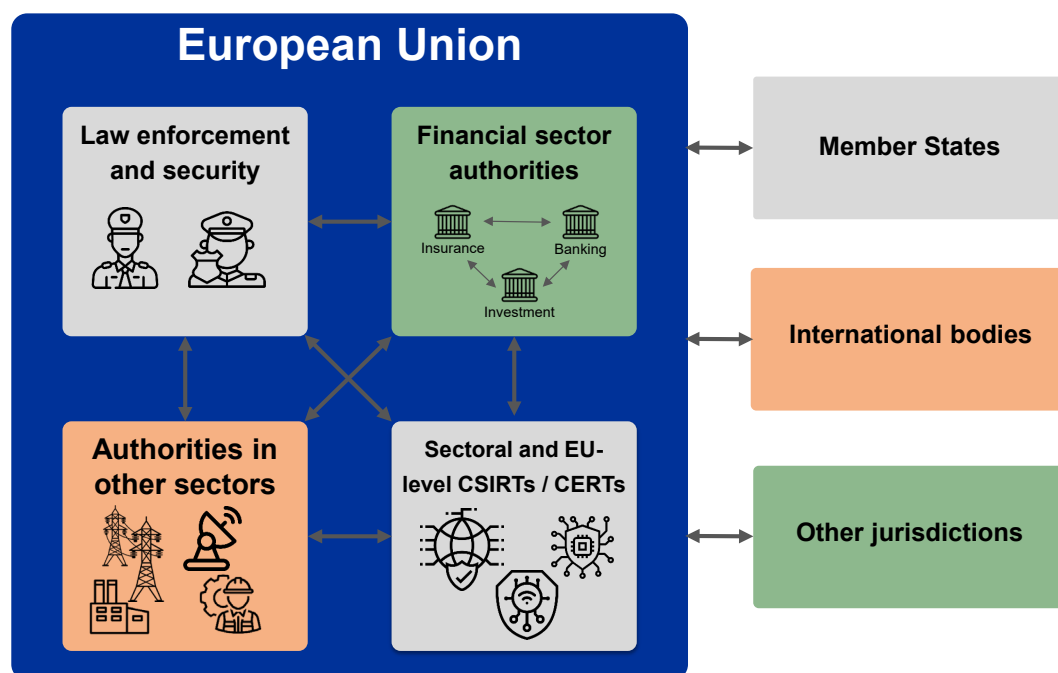 European Union
Law enforcement
and security
Financial sector
authorities
Insurance
Banking
Investment
Authorities in
other sectors
Sectoral and EU-
level CSIRTs / CERTs
Member States
International bodies
Other jurisdictions